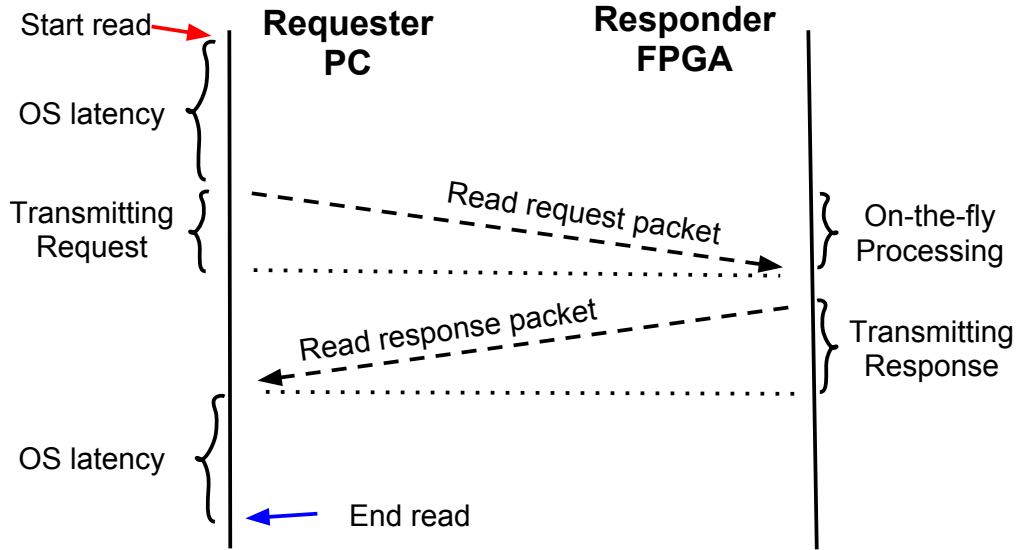 Start read
Requester
PC
Responder
FPGA
OS latency
Transmitting
Request
Read request packet
On-the-fly
Processing
Read response packet
Transmitting
Response
OS latency
End read